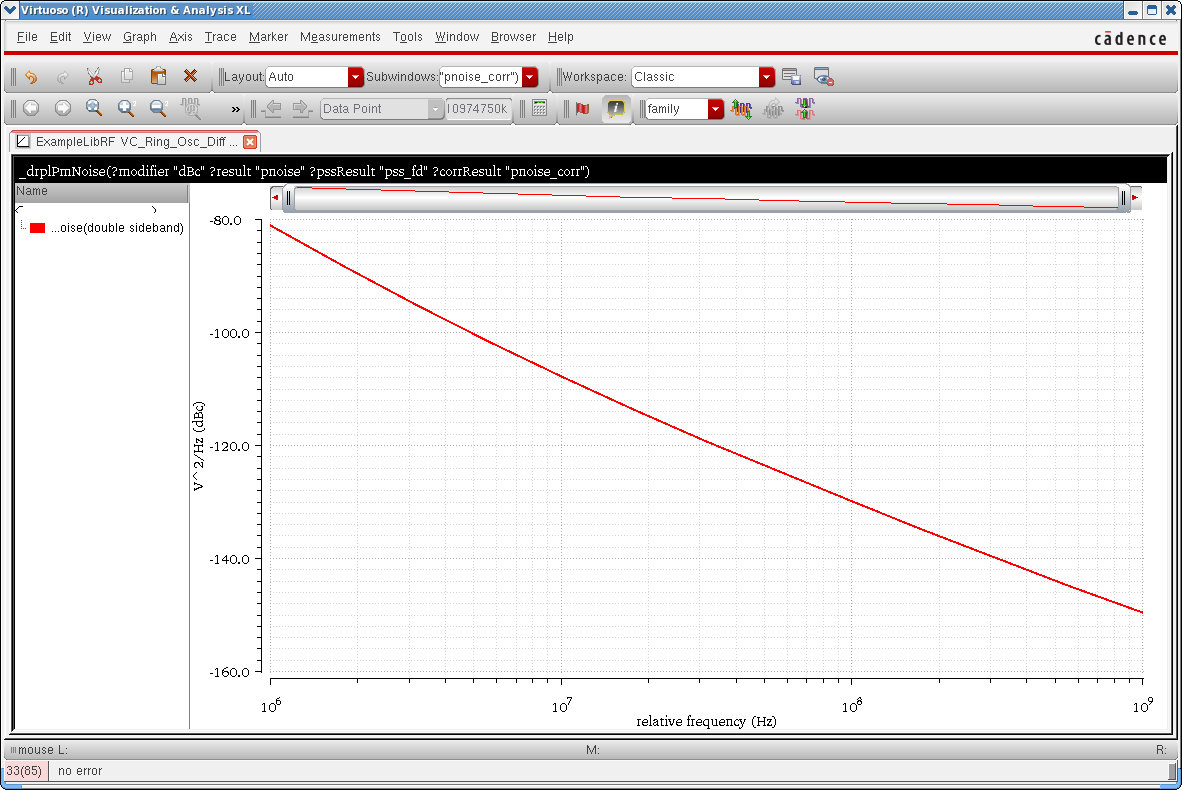 Virtuoso (R) Visualization & Analysis XL
File Edit View Graph Axis Trace Marker Measurements Tools Window Browser Help
cādence
Layout: Auto Subwindows: "pnoise_corr") Workspace: Classic
» Data Point 10974750k family
ExampleLibRF VC_Ring_Osc_Diff ...
_drplPmNoise(?modifier "dBc" ?result "pnoise" ?pssResult "pss_fd" ?corrResult "pnoise_corr")
Name
...oise(double sideband)
-80.0
-100.0
-120.0
-140.0
-160.0
V^2/Hz (dBc)
10^6 10^7 10^8 10^9
relative frequency (Hz)
mouse L: M: R:
33(85) no error